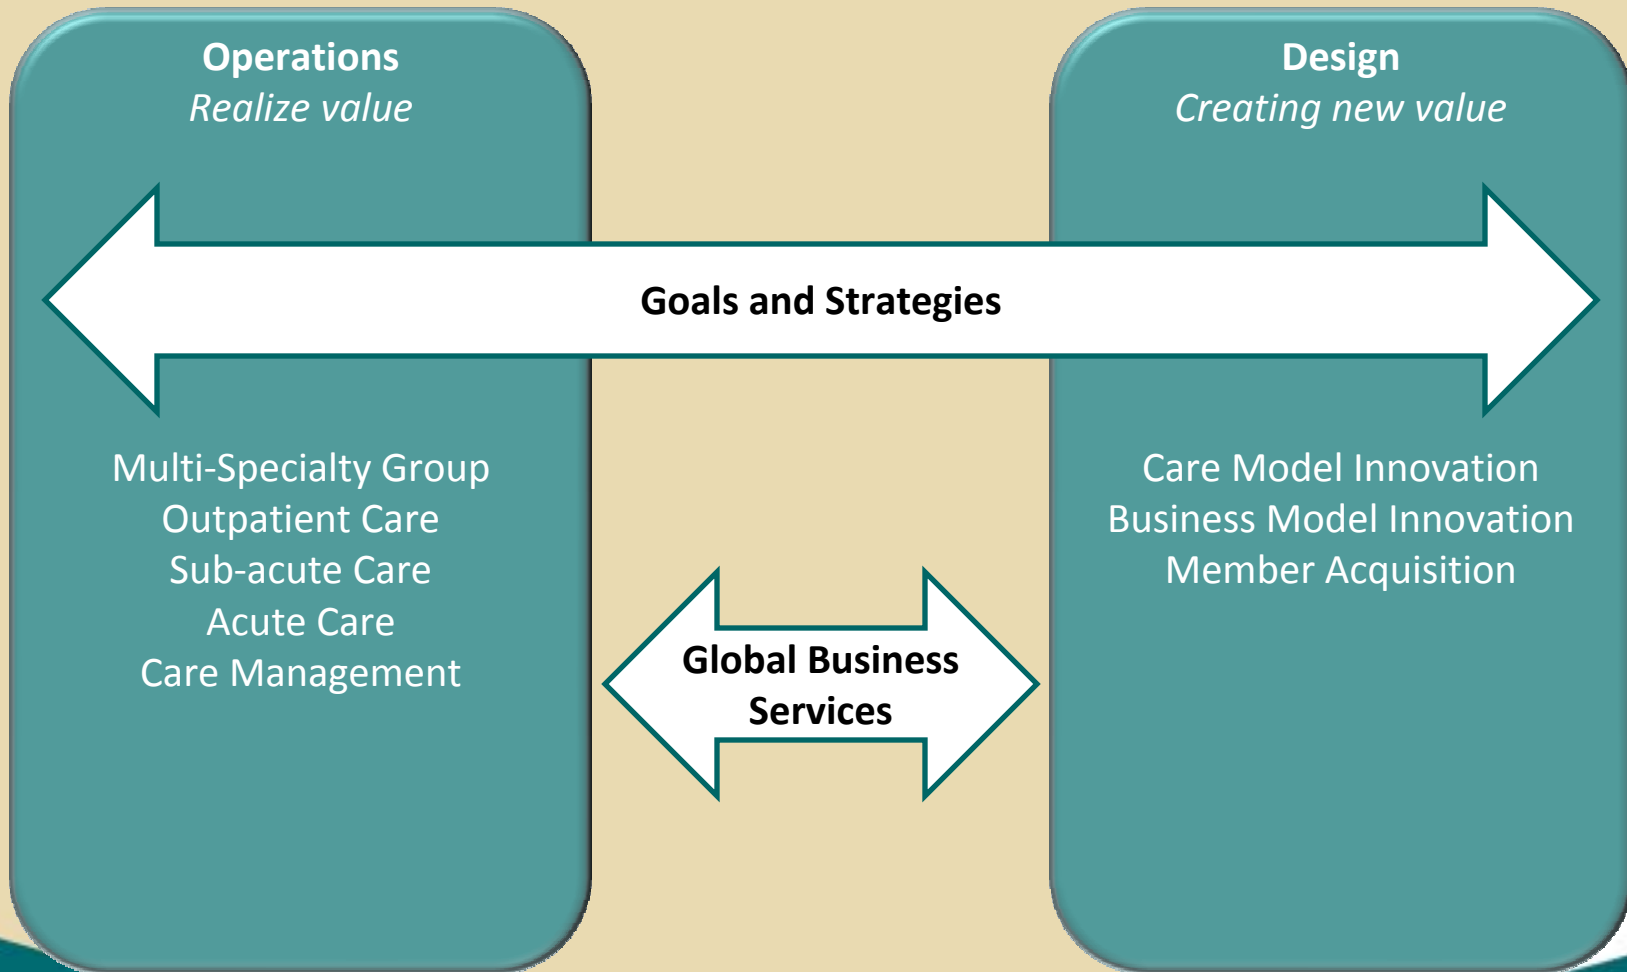 Operations
Realize value
Design
Creating new value
Goals and Strategies
Multi-Specialty Group
Outpatient Care
Sub-acute Care
Acute Care
Care Management
Care Model Innovation
Business Model Innovation
Member Acquisition
Global Business
Services